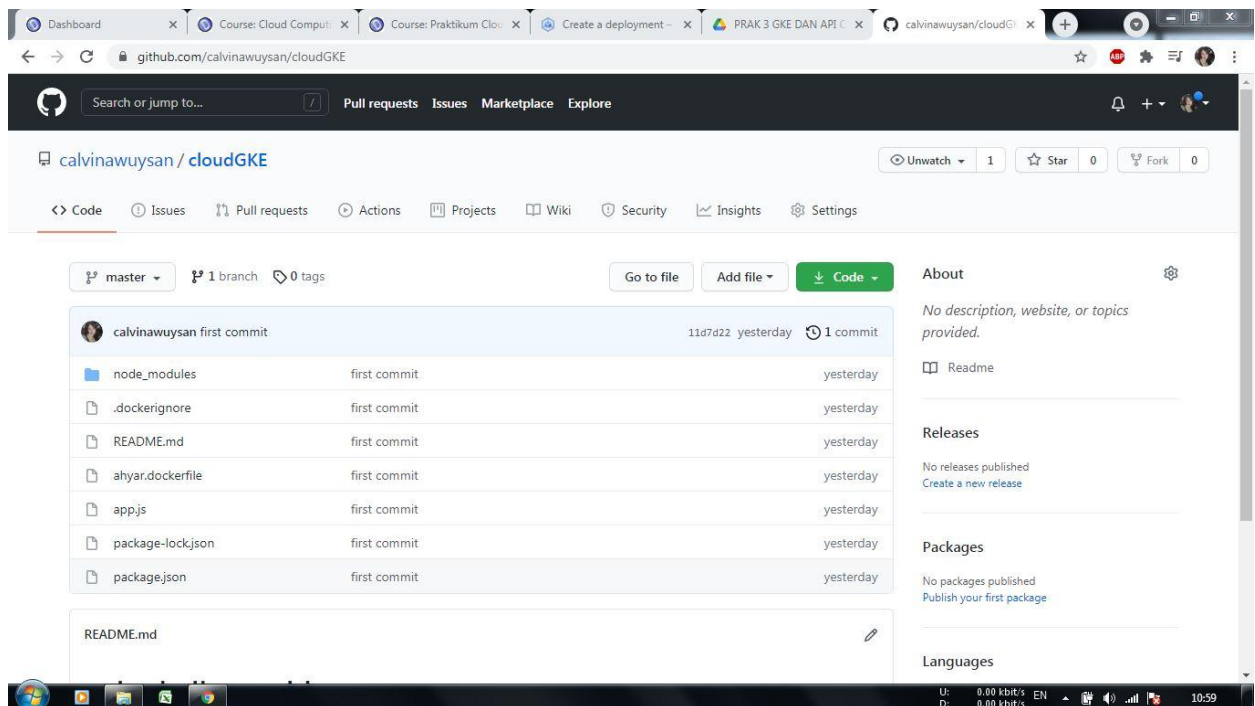 Dashboard
Course: Cloud Comput
Course: Praktikum Clou
Create a deployment –
PRAK 3 GKE DAN API C
calvinawuysan/cloudG
github.com/calvinawuysan/cloudGKE
ABP
Search or jump to... /
Pull requests Issues Marketplace Explore
calvinawuysan / cloudGKE
Unwatch 1 Star 0 Fork 0
<> Code Issues Pull requests Actions Projects Wiki Security Insights Settings
master 1 branch 0 tags Go to file Add file Code
calvinawuysan first commit 11d7d22 yesterday 1 commit
node_modules first commit yesterday
.dockerignore first commit yesterday
README.md first commit yesterday
ahyar.dockerfile first commit yesterday
app.js first commit yesterday
package-lock.json first commit yesterday
package.json first commit yesterday
README.md
About
No description, website, or topics
provided.
Readme
Releases
No releases published
Create a new release
Packages
No packages published
Publish your first package
Languages
U: 0.00 kbit/s
D: 0.00 kbit/s
EN
10:59